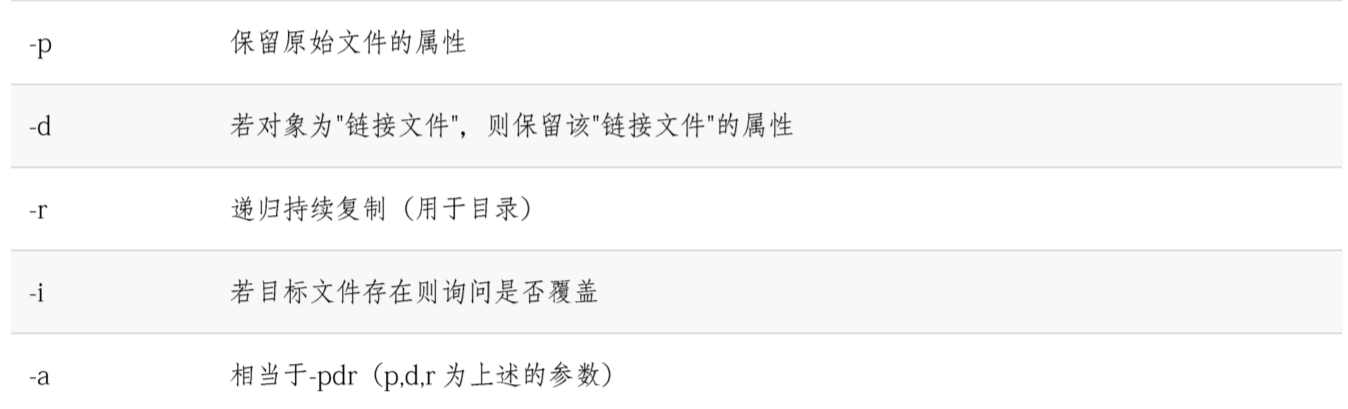 -p 保留原始文件的属性
-d 若对象为"链接文件"，则保留该"链接文件"的属性
-r 递归持续复制（用于目录）
-i 若目标文件存在则询问是否覆盖
-a 相当于-pdr（p,d,r 为上述的参数）